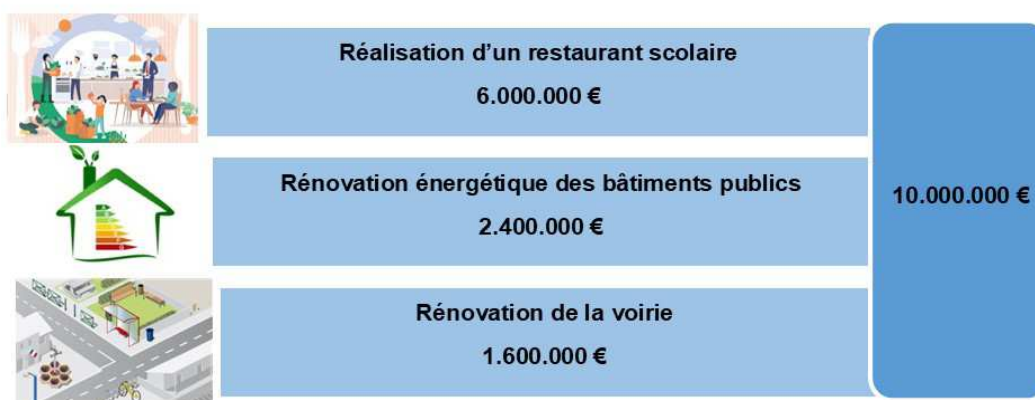 Réalisation d’un restaurant scolaire
6.000.000 €
Rénovation énergétique des bâtiments publics
2.400.000 €
10.000.000 €
Rénovation de la voirie
1.600.000 €